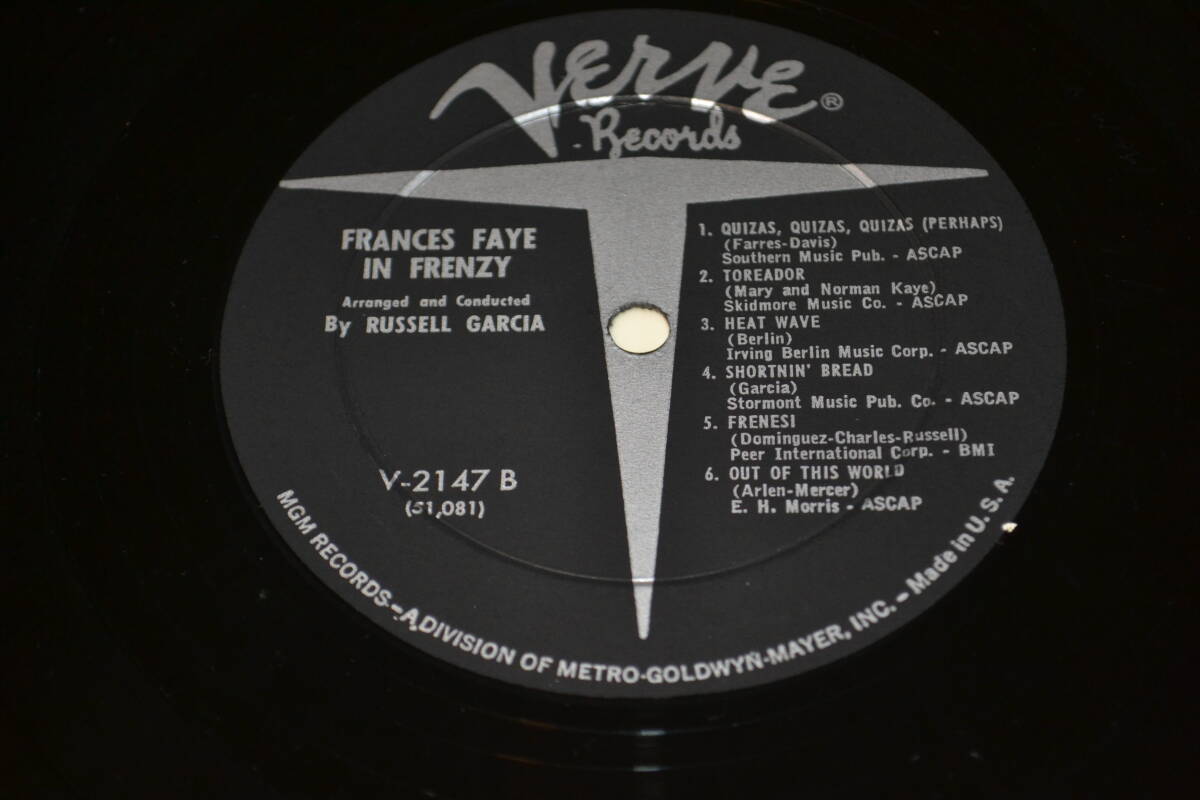 Verve®
Records
FRANCES FAYE
IN FRENZY
Arranged and Conducted
By RUSSELL GARCIA
V-2147 B
(51,081)
1. QUIZAS, QUIZAS, QUIZAS (PERHAPS)
(Farres-Davis)
Southern Music Pub. - ASCAP
2. TOREADOR
(Mary and Norman Kaye)
Skidmore Music Co. - ASCAP
3. HEAT WAVE
(Berlin)
Irving Berlin Music Corp. - ASCAP
4. SHORTNIN' BREAD
(Garcia)
Stormont Music Pub. Co. - ASCAP
5. FRENESI
(Dominguez-Charles-Russell)
Peer International Corp. - BMI
6. OUT OF THIS WORLD
(Arlen-Mercer)
E. H. Morris - ASCAP
MGM RECORDS - A DIVISION OF METRO-GOLDWYN-MAYER, INC. - Made in U. S. A.